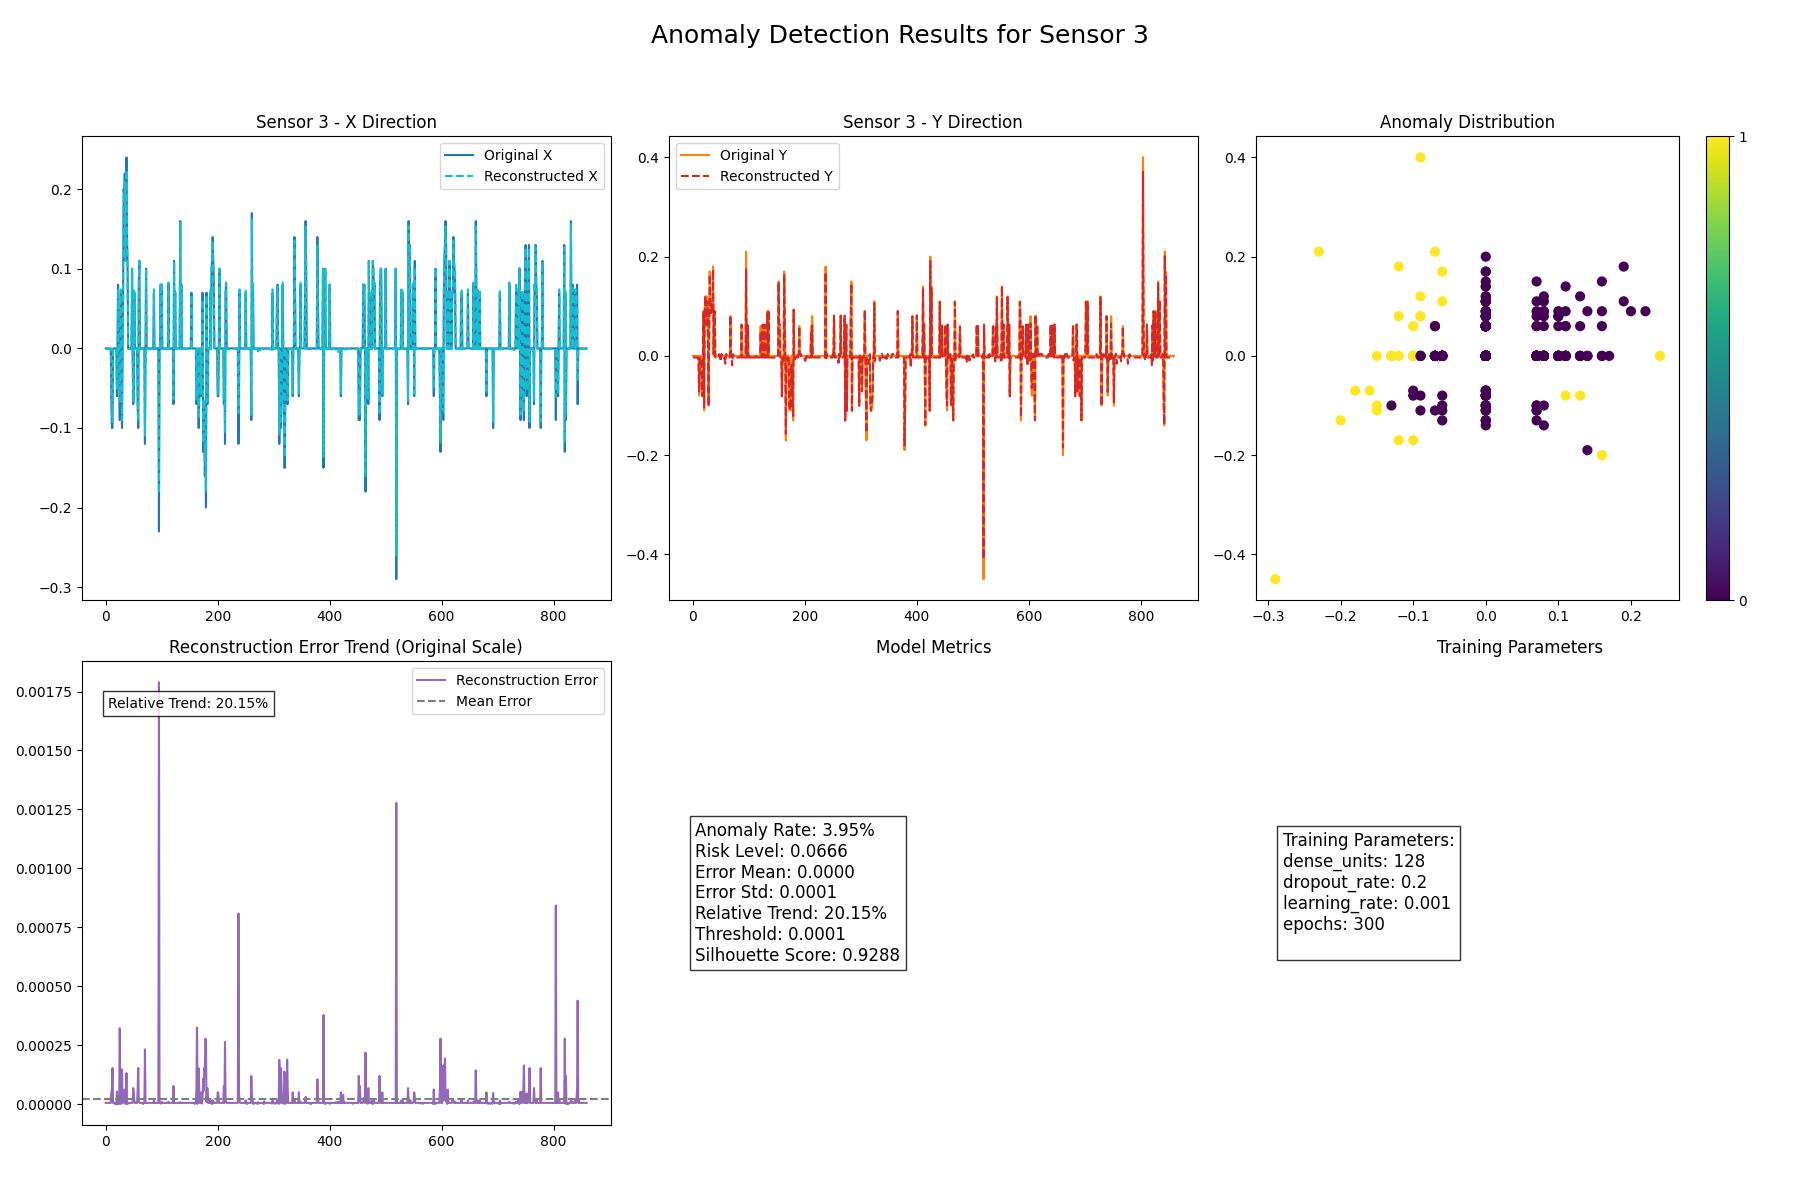 Anomaly Detection Results for Sensor 3
Sensor 3 - X Direction
Original X
Reconstructed X
0.2
0.1
0.0
−0.1
−0.2
−0.3
0
200
400
600
800
Sensor 3 - Y Direction
Original Y
Reconstructed Y
0.4
0.2
0.0
−0.2
−0.4
0
200
400
600
800
Anomaly Distribution
0.4
0.2
0.0
−0.2
−0.4
−0.3
−0.2
−0.1
0.0
0.1
0.2
1
0
Reconstruction Error Trend (Original Scale)
Relative Trend: 20.15%
Reconstruction Error
Mean Error
0.00175
0.00150
0.00125
0.00100
0.00075
0.00050
0.00025
0.00000
0
200
400
600
800
Model Metrics
Anomaly Rate: 3.95%
Risk Level: 0.0666
Error Mean: 0.0000
Error Std: 0.0001
Relative Trend: 20.15%
Threshold: 0.0001
Silhouette Score: 0.9288
Training Parameters
Training Parameters:
dense_units: 128
dropout_rate: 0.2
learning_rate: 0.001
epochs: 300